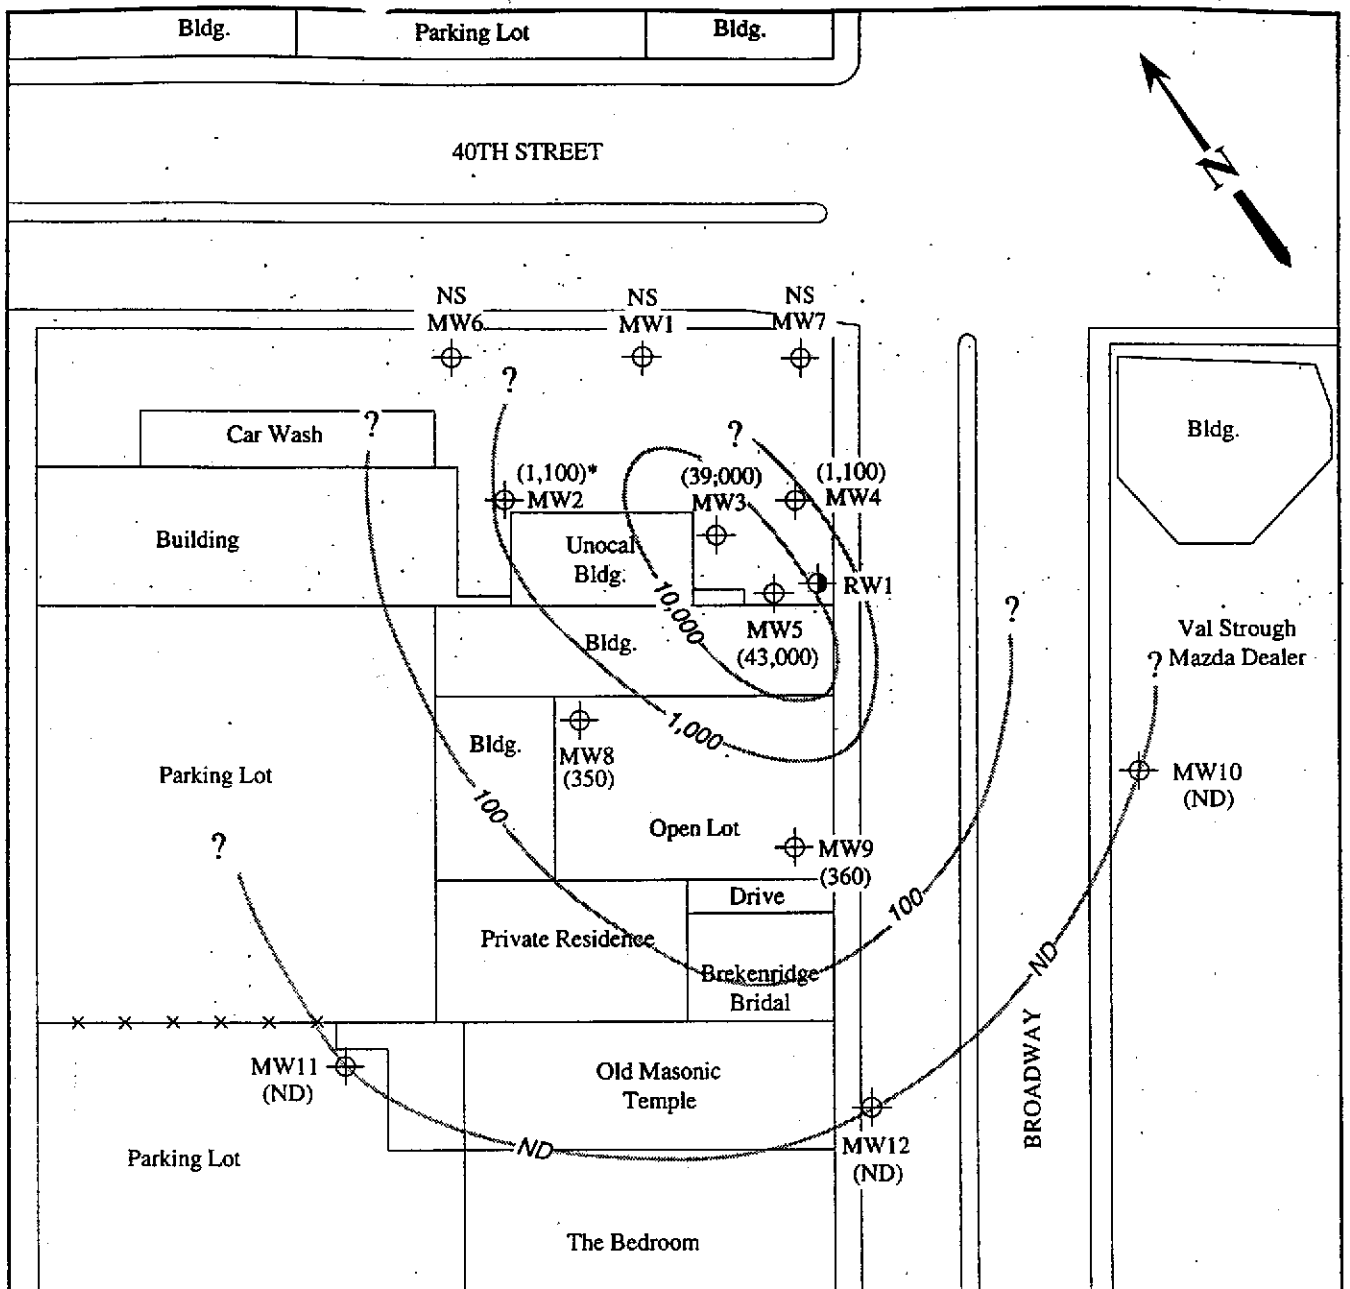 Bldg.
Parking Lot
Bldg.
40TH STREET
N
NS
MW6
NS
MW1
NS
MW7
?
?
?
Car Wash
Bldg.
(1,100)*
MW2
(39,000)
MW3
(1,100)
MW4
Building
Unocal
Bldg.
RW1
10,000
MW5
(43,000)
?
Val Strough
Mazda Dealer
?
Bldg.
1,000
Bldg.
MW8
(350)
Parking Lot
MW10
(ND)
100
Open Lot
?
MW9
(360)
Drive
100
Private Residence
Brekenridge
Bridal
ND
MW11
(ND)
Old Masonic
Temple
BROADWAY
ND
MW12
(ND)
Parking Lot
The Bedroom